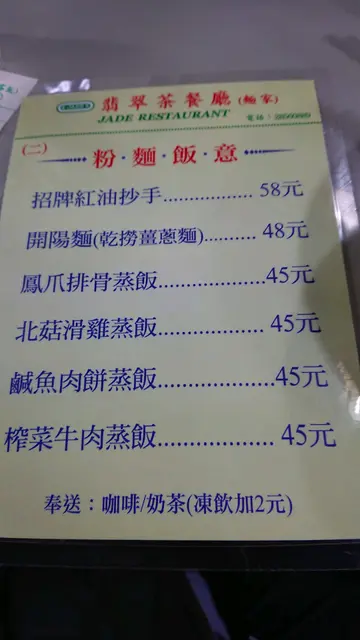 翡翠茶餐廳(麵家)
JADE RESTAURANT
(二)
粉·麵·飯·意
招牌紅油抄手................58元
開陽麵(乾撈薑蔥麵)..........48元
鳳爪排骨蒸飯...................45元
北菇滑雞蒸飯................... 45元
鹹魚肉餅蒸飯...................45元
榨菜牛肉蒸飯................... 45元
奉送：咖啡/奶茶(凍飲加2元)